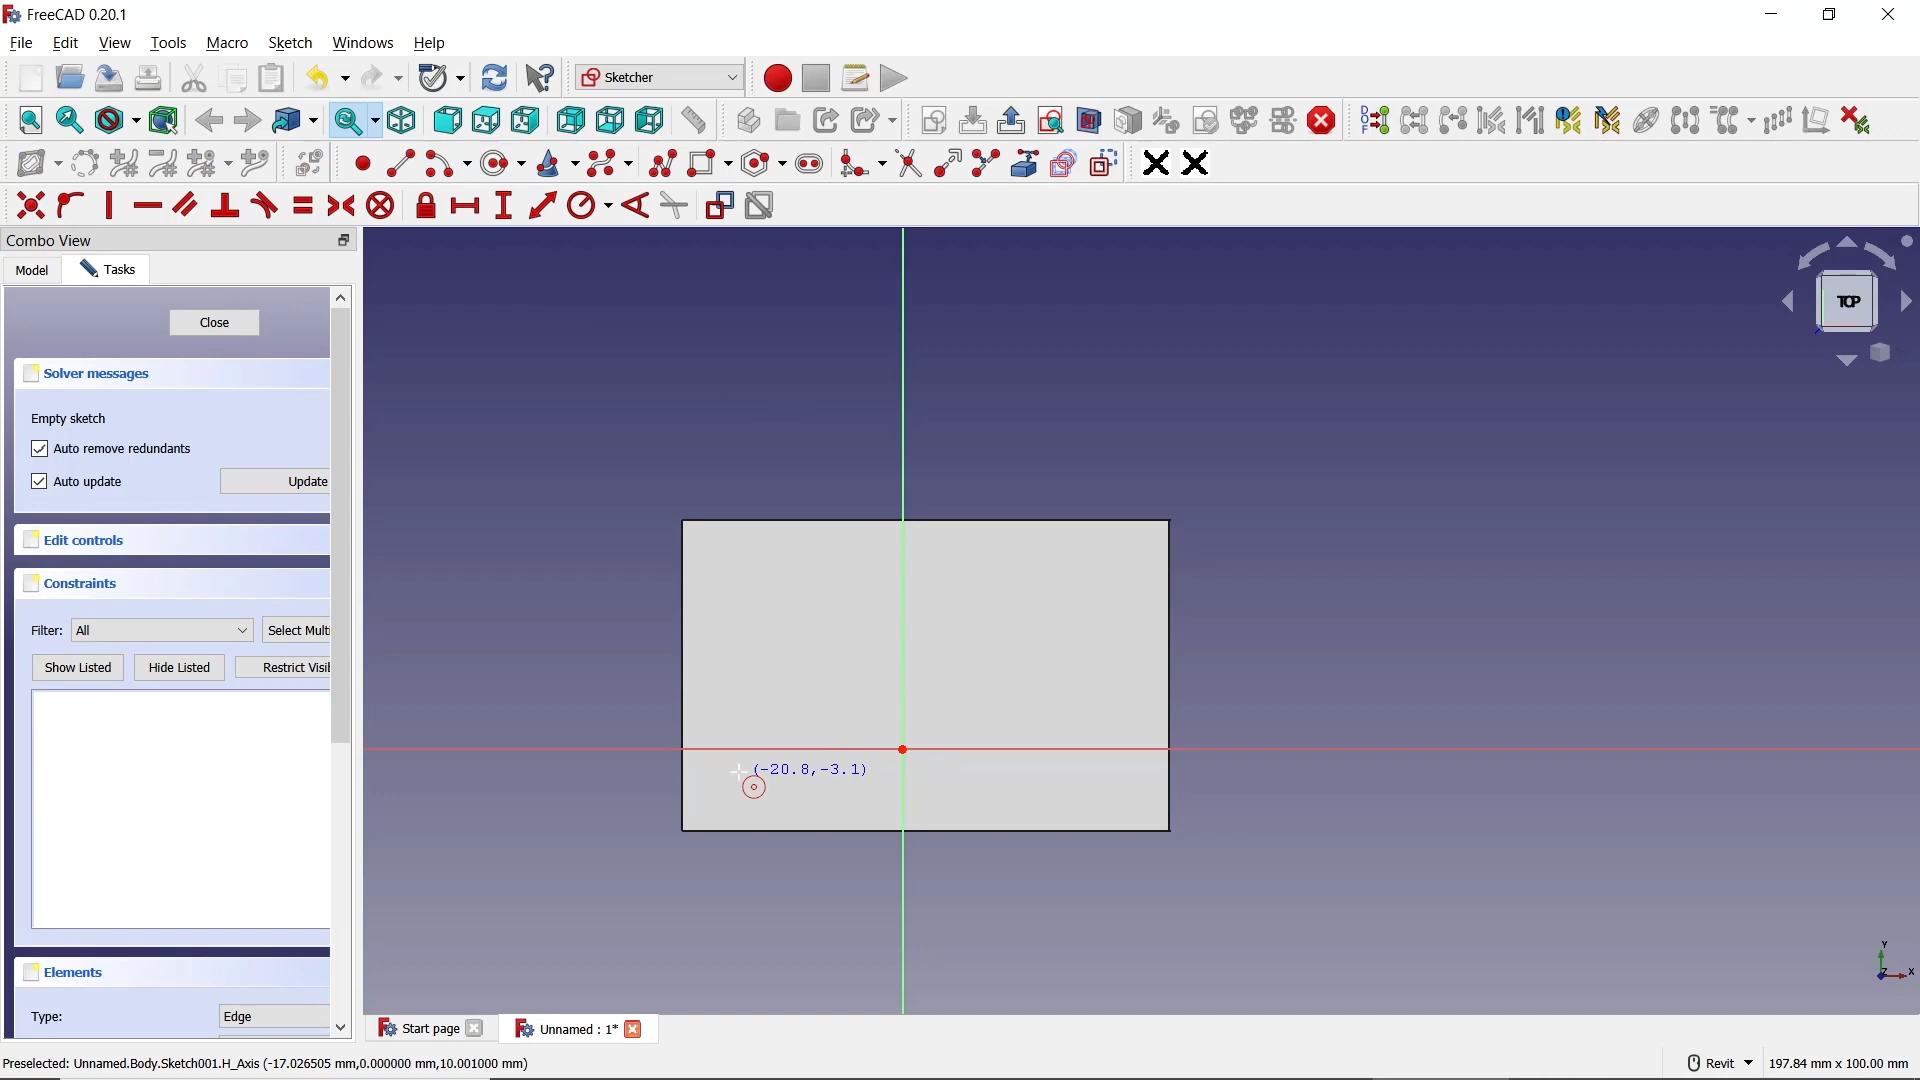 FreeCAD 0.20.1
File Edit View Tools Macro Sketch Windows Help
Sketcher
Combo View
Model Tasks
Close
Solver messages
Empty sketch
Auto remove redundants
Auto update Update
Edit controls
Constraints
Filter: All Select Multi
Show Listed Hide Listed Restrict Visil
Elements
Type: Edge
TOP
(-20.8,-3.1)
Y
Z X
Start page Unnamed : 1*
Preselected: Unnamed.Body.Sketch001.H_Axis (-17.026505 mm,0.000000 mm,10.001000 mm) Revit 197.84 mm x 100.00 mm